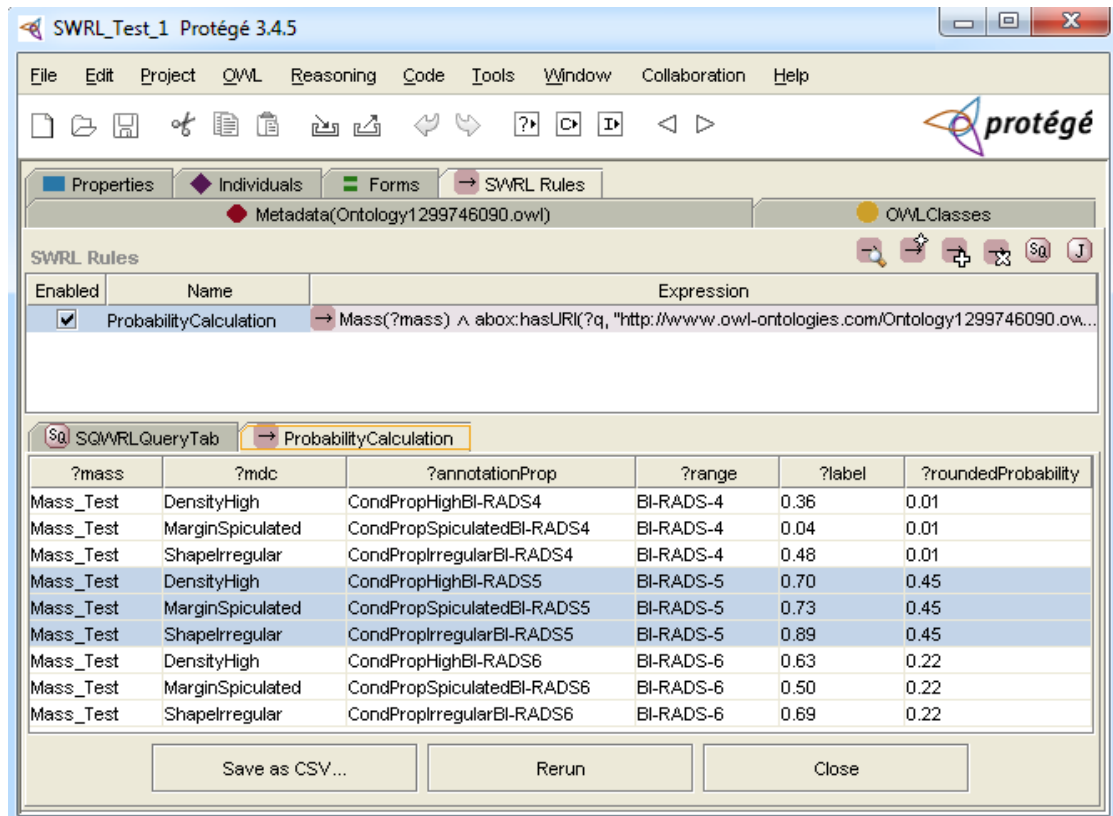 SWRL_Test_1 Protégé 3.4.5
File Edit Project OWL Reasoning Code Tools Window Collaboration Help
protégé
Properties Individuals Forms SWRL Rules
Metadata(Ontology1299746090.owl) OWLClasses
SWRL Rules
Enabled Name Expression
ProbabilityCalculation → Mass(?mass) ∧ abox:hasURI(?q, "http://www.owl-ontologies.com/Ontology1299746090.ow...
SQWRLQueryTab → ProbabilityCalculation
?mass ?mdc ?annotationProp ?range ?label ?roundedProbability
Mass_Test DensityHigh CondPropHighBI-RADS4 BI-RADS-4 0.36 0.01
Mass_Test MarginSpiculated CondPropSpiculatedBI-RADS4 BI-RADS-4 0.04 0.01
Mass_Test ShapeIrregular CondPropIrregularBI-RADS4 BI-RADS-4 0.48 0.01
Mass_Test DensityHigh CondPropHighBI-RADS5 BI-RADS-5 0.70 0.45
Mass_Test MarginSpiculated CondPropSpiculatedBI-RADS5 BI-RADS-5 0.73 0.45
Mass_Test ShapeIrregular CondPropIrregularBI-RADS5 BI-RADS-5 0.89 0.45
Mass_Test DensityHigh CondPropHighBI-RADS6 BI-RADS-6 0.63 0.22
Mass_Test MarginSpiculated CondPropSpiculatedBI-RADS6 BI-RADS-6 0.50 0.22
Mass_Test ShapeIrregular CondPropIrregularBI-RADS6 BI-RADS-6 0.69 0.22
Save as CSV... Rerun Close